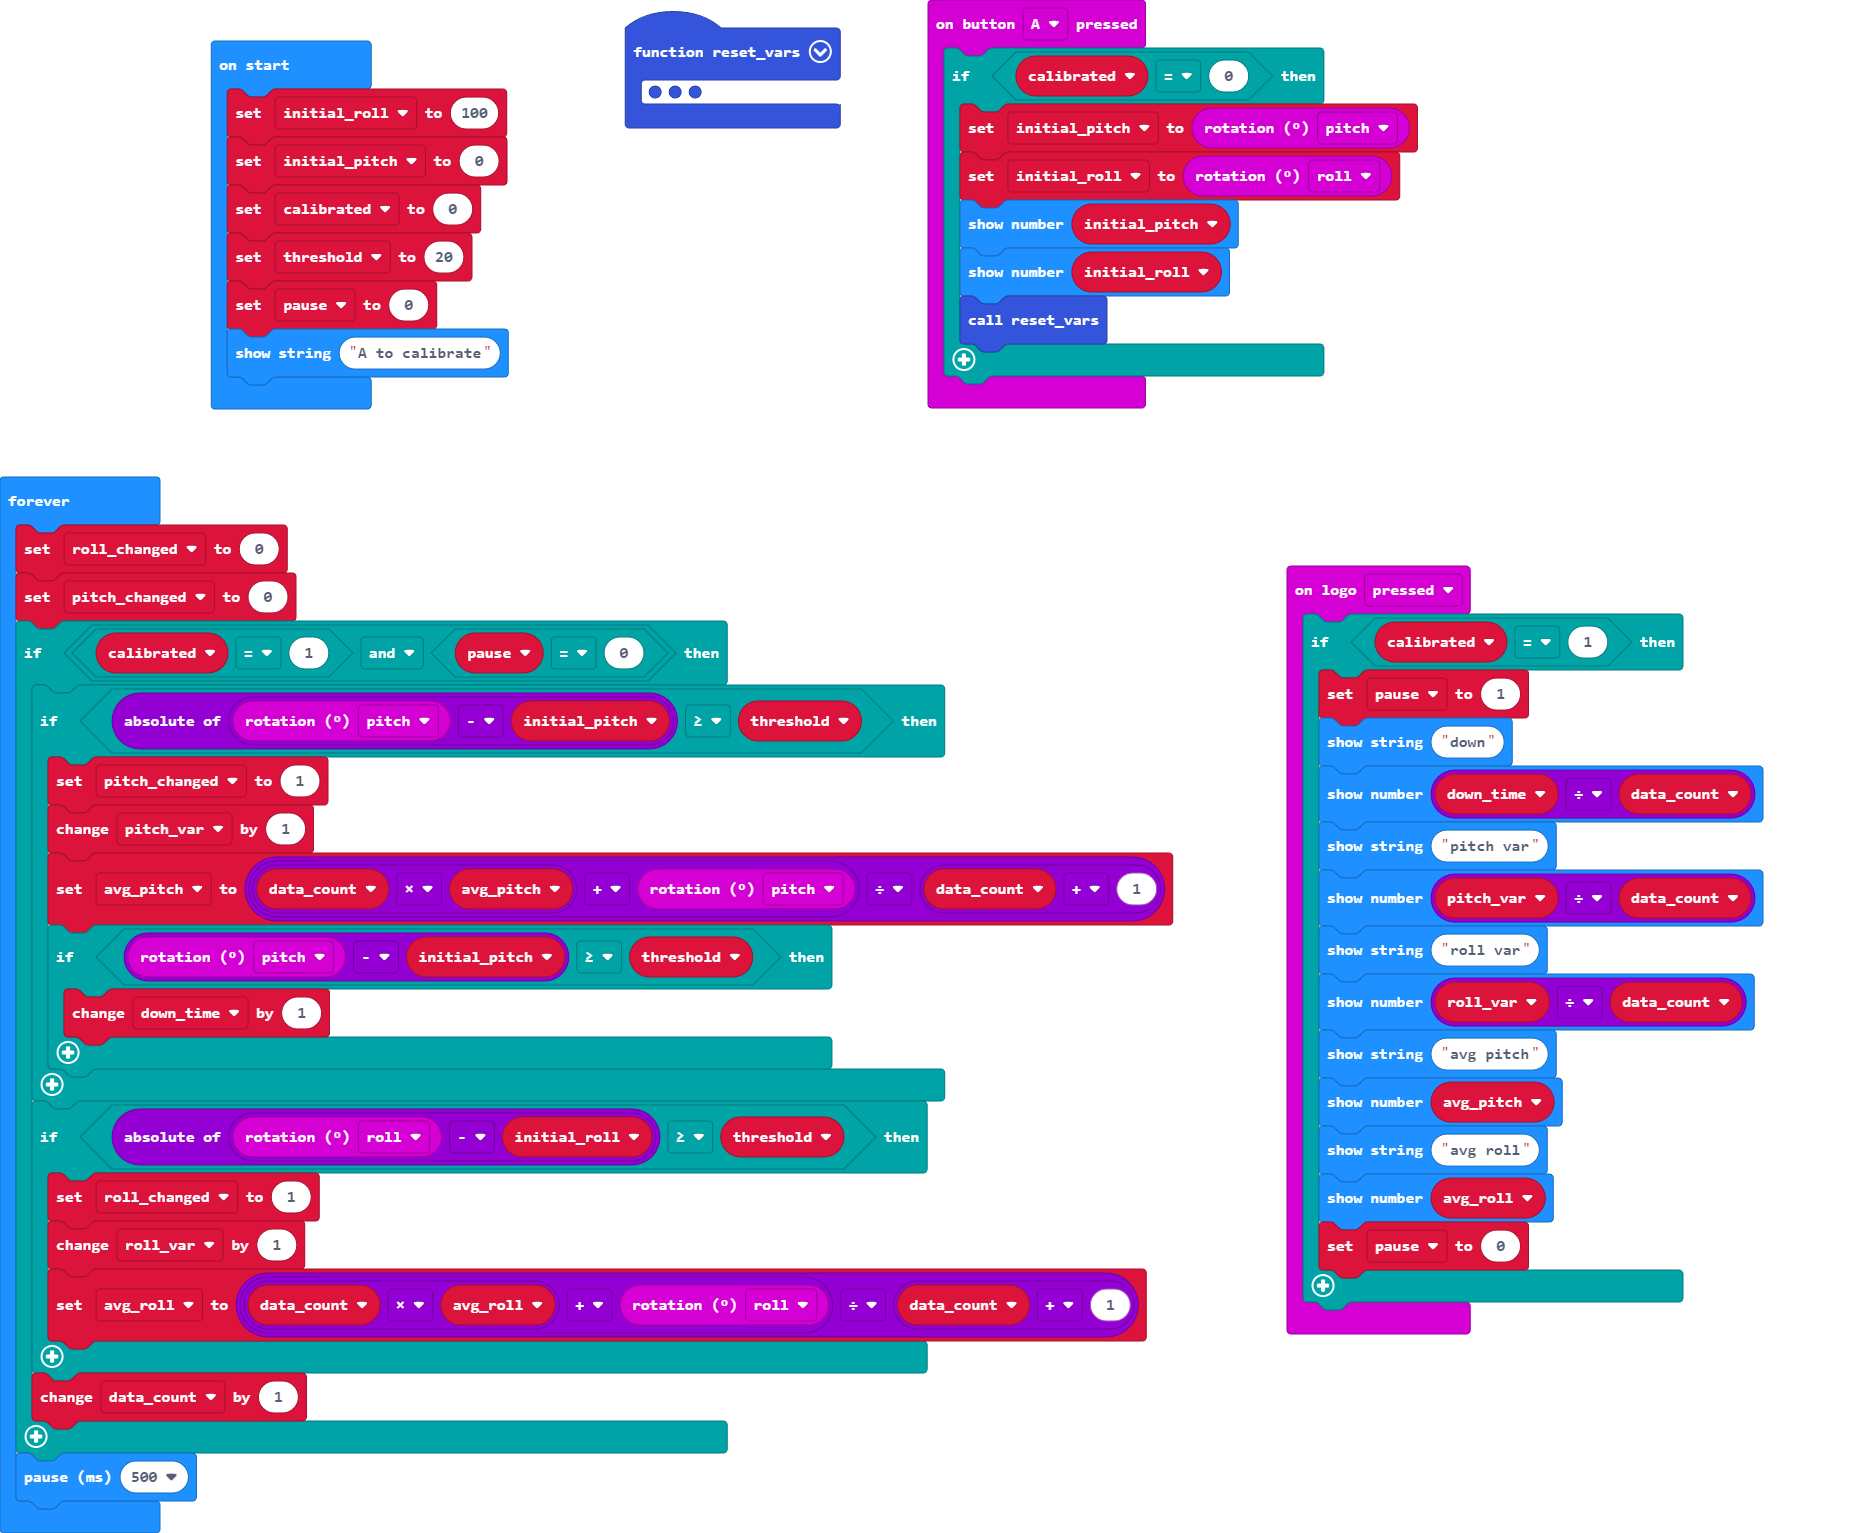 on start
set initial_roll to 100
set initial_pitch to 0
set calibrated to 0
set threshold to 20
set pause to 0
show string "A to calibrate"
function reset_vars
on button A pressed
if calibrated = 0 then
set initial_pitch to rotation (°) pitch
set initial_roll to rotation (°) roll
show number initial_pitch
show number initial_roll
call reset_vars
forever
set roll_changed to 0
set pitch_changed to 0
if calibrated = 1 and pause = 0 then
if absolute of rotation (°) pitch - initial_pitch ≥ threshold then
set pitch_changed to 1
change pitch_var by 1
set avg_pitch to data_count × avg_pitch + rotation (°) pitch ÷ data_count + 1
if rotation (°) pitch - initial_pitch ≥ threshold then
change down_time by 1
if absolute of rotation (°) roll - initial_roll ≥ threshold then
set roll_changed to 1
change roll_var by 1
set avg_roll to data_count × avg_roll + rotation (°) roll ÷ data_count + 1
change data_count by 1
pause (ms) 500
on logo pressed
if calibrated = 1 then
set pause to 1
show string "down"
show number down_time ÷ data_count
show string "pitch var"
show number pitch_var ÷ data_count
show string "roll var"
show number roll_var ÷ data_count
show string "avg pitch"
show number avg_pitch
show string "avg roll"
show number avg_roll
set pause to 0